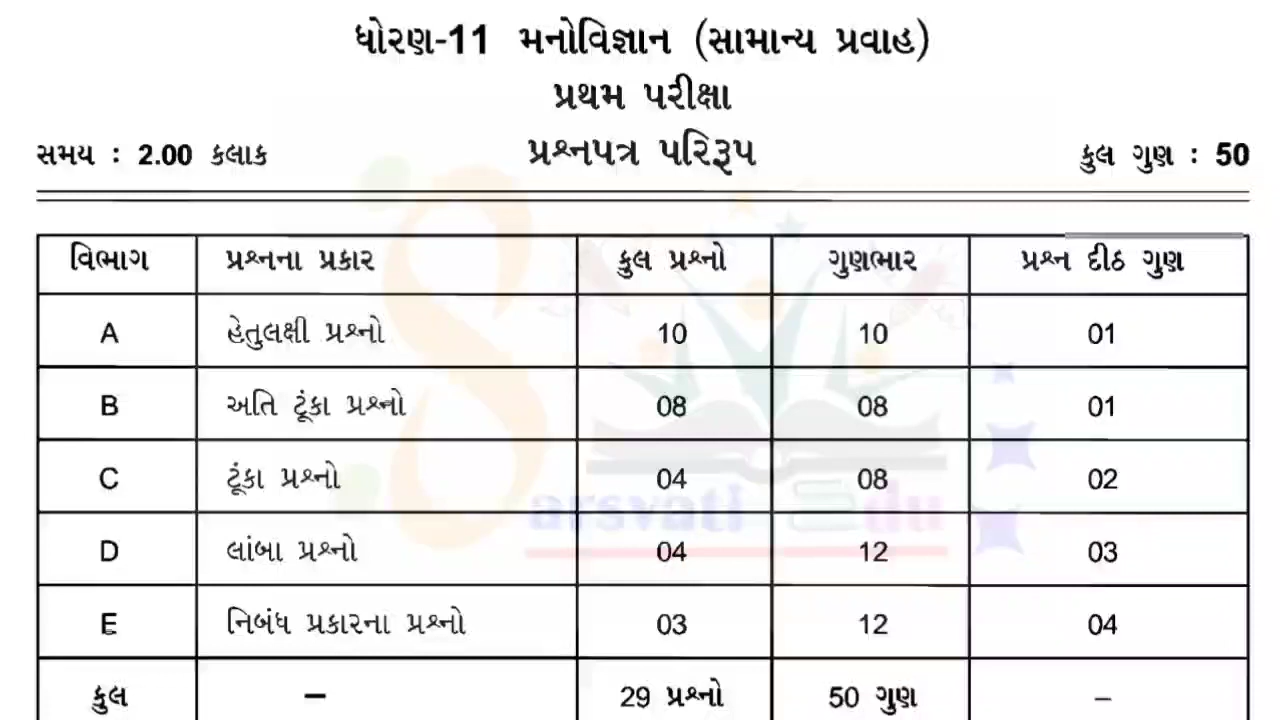 ધોરણ-11 મનોવિજ્ઞાન (સામાન્ય પ્રવાહ)
પ્રથમ પરીક્ષા
સમય : 2.00 કલાક પ્રશ્નપત્ર પરિરૂપ કુલ ગુણ : 50
વિભાગ પ્રશ્નના પ્રકાર કુલ પ્રશ્નો ગુણભાર પ્રશ્ન દીઠ ગુણ
A હેતુલક્ષી પ્રશ્નો 10 10 01
B અતિ ટૂંકા પ્રશ્નો 08 08 01
C ટૂંકા પ્રશ્નો 04 08 02
arsvati Edu
D લાંબા પ્રશ્નો 04 12 03
E નિબંધ પ્રકારના પ્રશ્નો 03 12 04
કુલ – 29 પ્રશ્નો 50 ગુણ –